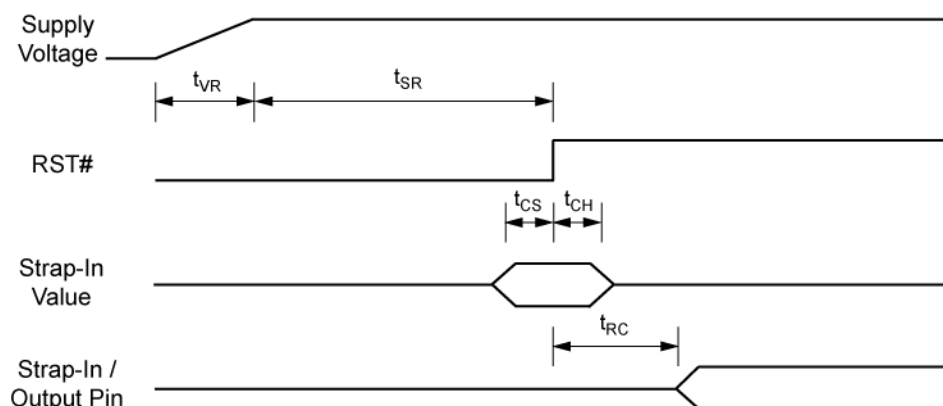 Supply
Voltage
tVR
tSR
RST#
tCS
tCH
Strap-In
Value
tRC
Strap-In /
Output Pin